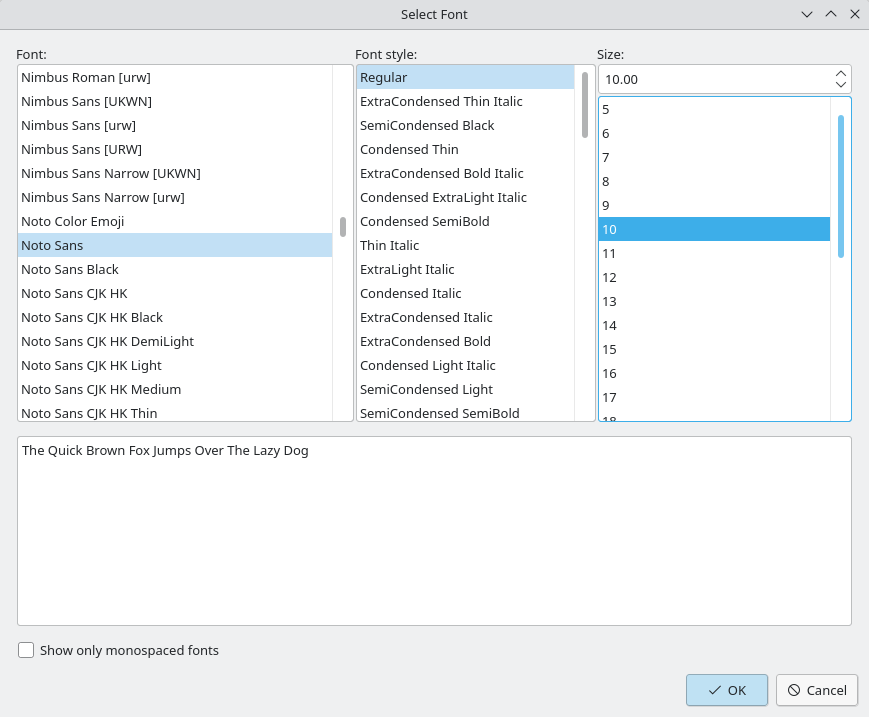 Select Font
Font:
Nimbus Roman [urw]
Nimbus Sans [UKWN]
Nimbus Sans [urw]
Nimbus Sans [URW]
Nimbus Sans Narrow [UKWN]
Nimbus Sans Narrow [urw]
Noto Color Emoji
Noto Sans
Noto Sans Black
Noto Sans CJK HK
Noto Sans CJK HK Black
Noto Sans CJK HK DemiLight
Noto Sans CJK HK Light
Noto Sans CJK HK Medium
Noto Sans CJK HK Thin
Font style:
Regular
ExtraCondensed Thin Italic
SemiCondensed Black
Condensed Thin
ExtraCondensed Bold Italic
Condensed ExtraLight Italic
Condensed SemiBold
Thin Italic
ExtraLight Italic
Condensed Italic
ExtraCondensed Italic
ExtraCondensed Bold
Condensed Light Italic
SemiCondensed Light
SemiCondensed SemiBold
Size:
10.00
5
6
7
8
9
10
11
12
13
14
15
16
17
18
The Quick Brown Fox Jumps Over The Lazy Dog
Show only monospaced fonts
OK
Cancel